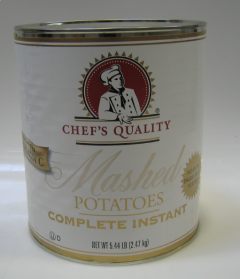 ®
CHEF'S QUALITY
Mashed
POTATOES
COMPLETE INSTANT
U D
NET WT 5.44 LB (2.47 kg)